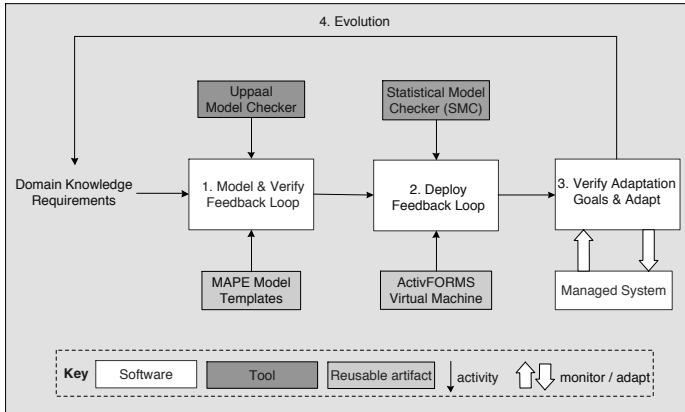 4. Evolution
Uppaal
Model Checker
Statistical Model
Checker (SMC)
Domain Knowledge
Requirements
1. Model & Verify
Feedback Loop
2. Deploy
Feedback Loop
3. Verify Adaptation
Goals & Adapt
MAPE Model
Templates
ActivFORMS
Virtual Machine
Managed System
Key
Software
Tool
Reusable artifact
activity
monitor / adapt